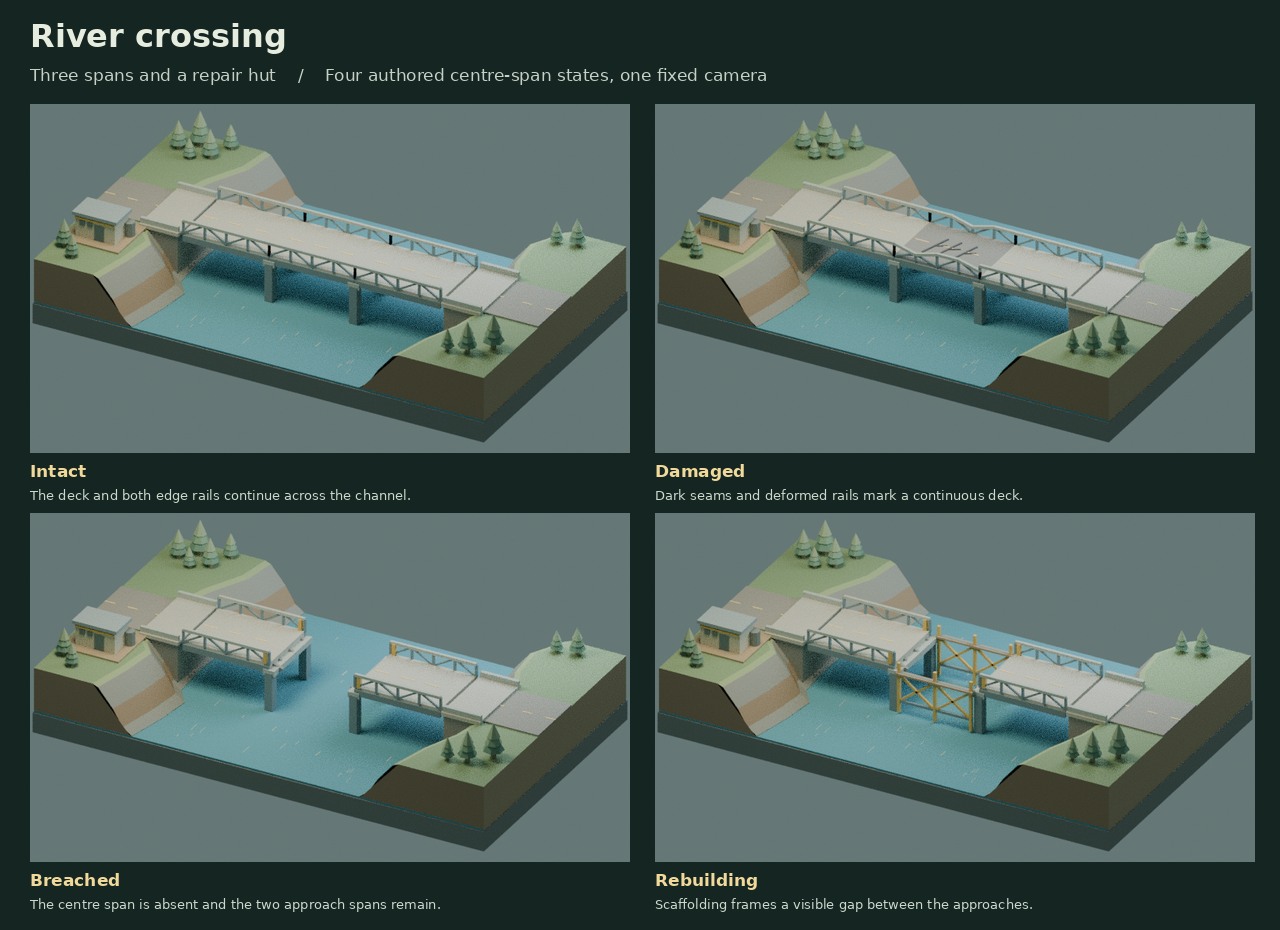 River crossing
Three spans and a repair hut / Four authored centre-span states, one fixed camera
Intact
The deck and both edge rails continue across the channel.
Damaged
Dark seams and deformed rails mark a continuous deck.
Breached
The centre span is absent and the two approach spans remain.
Rebuilding
Scaffolding frames a visible gap between the approaches.